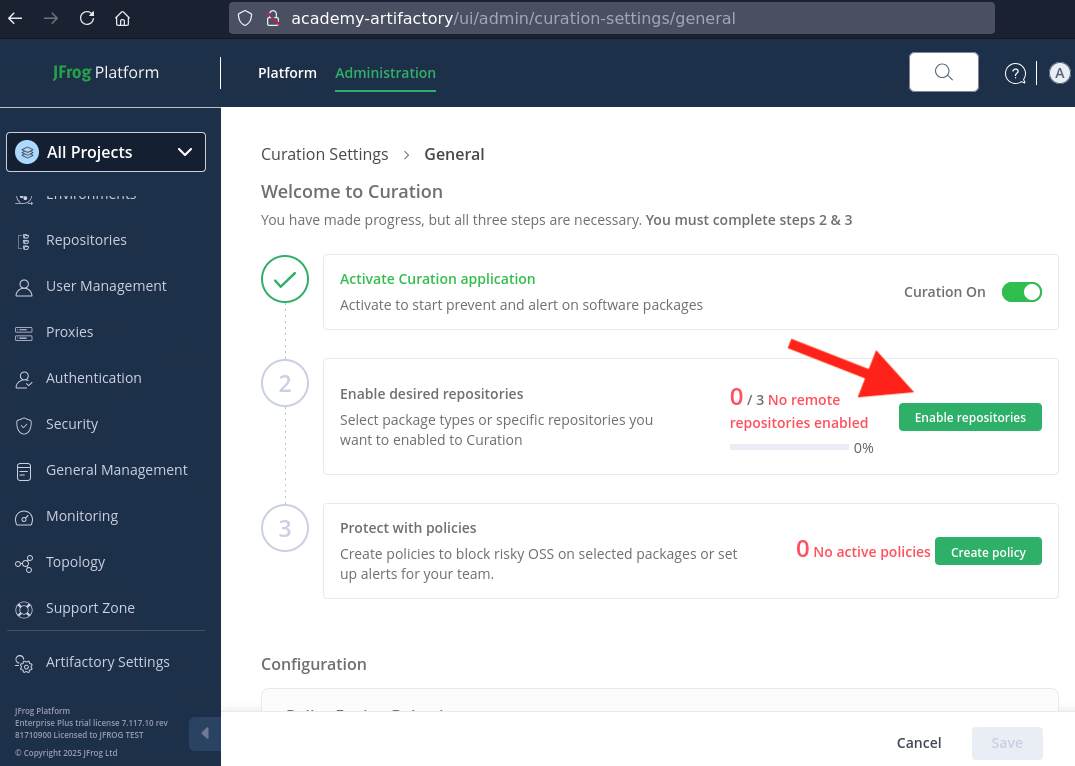 academy-artifactory/ui/admin/curation-settings/general
JFrog Platform
Platform
Administration
?
A
All Projects
Environments
Repositories
User Management
Proxies
Authentication
Security
General Management
Monitoring
Topology
Support Zone
Artifactory Settings
JFrog Platform
Enterprise Plus trial license 7.117.10 rev
81710900 Licensed to JFROG TEST
© Copyright 2025 JFrog Ltd
Curation Settings > General
Welcome to Curation
You have made progress, but all three steps are necessary. You must complete steps 2 & 3
Activate Curation application
Activate to start prevent and alert on software packages
Curation On
2
Enable desired repositories
Select package types or specific repositories you
want to enabled to Curation
0 / 3 No remote
repositories enabled
0%
Enable repositories
3
Protect with policies
Create policies to block risky OSS on selected packages or set
up alerts for your team.
0 No active policies
Create policy
Configuration
Cancel
Save